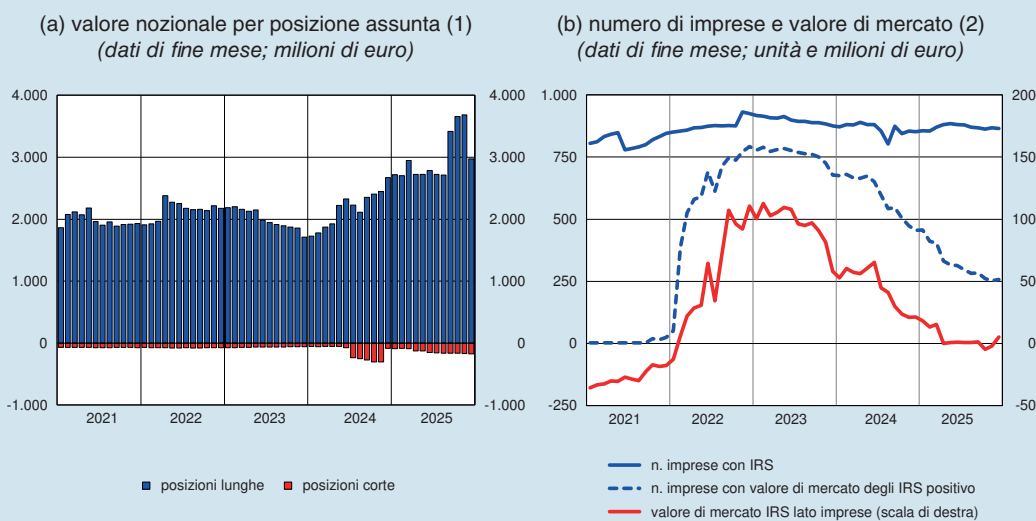 (a) valore nozionale per posizione assunta (1)
(dati di fine mese; milioni di euro)
4.000
3.000
2.000
1.000
0
-1.000
4.000
3.000
2.000
1.000
0
-1.000
2021 2022 2023 2024 2025
posizioni lunghe posizioni corte
(b) numero di imprese e valore di mercato (2)
(dati di fine mese; unità e milioni di euro)
1.000
750
500
250
0
-250
200
150
100
50
0
-50
2021 2022 2023 2024 2025
n. imprese con IRS
n. imprese con valore di mercato degli IRS positivo
valore di mercato IRS lato imprese (scala di destra)